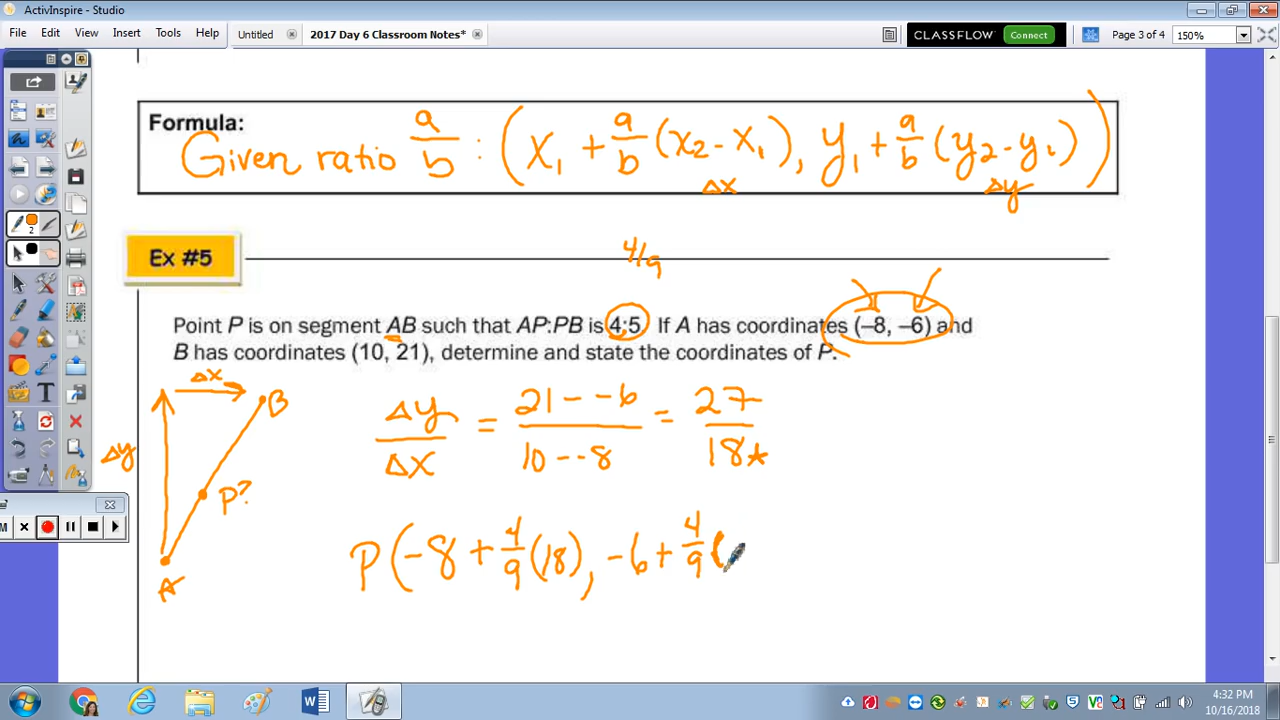 ActivInspire - Studio
File Edit View Insert Tools Help Untitled 2017 Day 6 Classroom Notes* CLASSFLOW Connect Page 3 of 4 150%
Formula:
Given ratio a/b : (x₁ + a/b (x₂ - x₁), y₁ + a/b (y₂ - y₁))
Δx Δy
4/9
Ex #5
Point P is on segment AB such that AP:PB is 4:5. If A has coordinates (–8, –6) and
B has coordinates (10, 21), determine and state the coordinates of P.
Δx
B
Δy/Δx = 21 - -6/10 - -8 = 27/18*
Δy
P?
P(-8 + 4/9 (18), -6 + 4/9 (
A
4:32 PM
10/16/2018